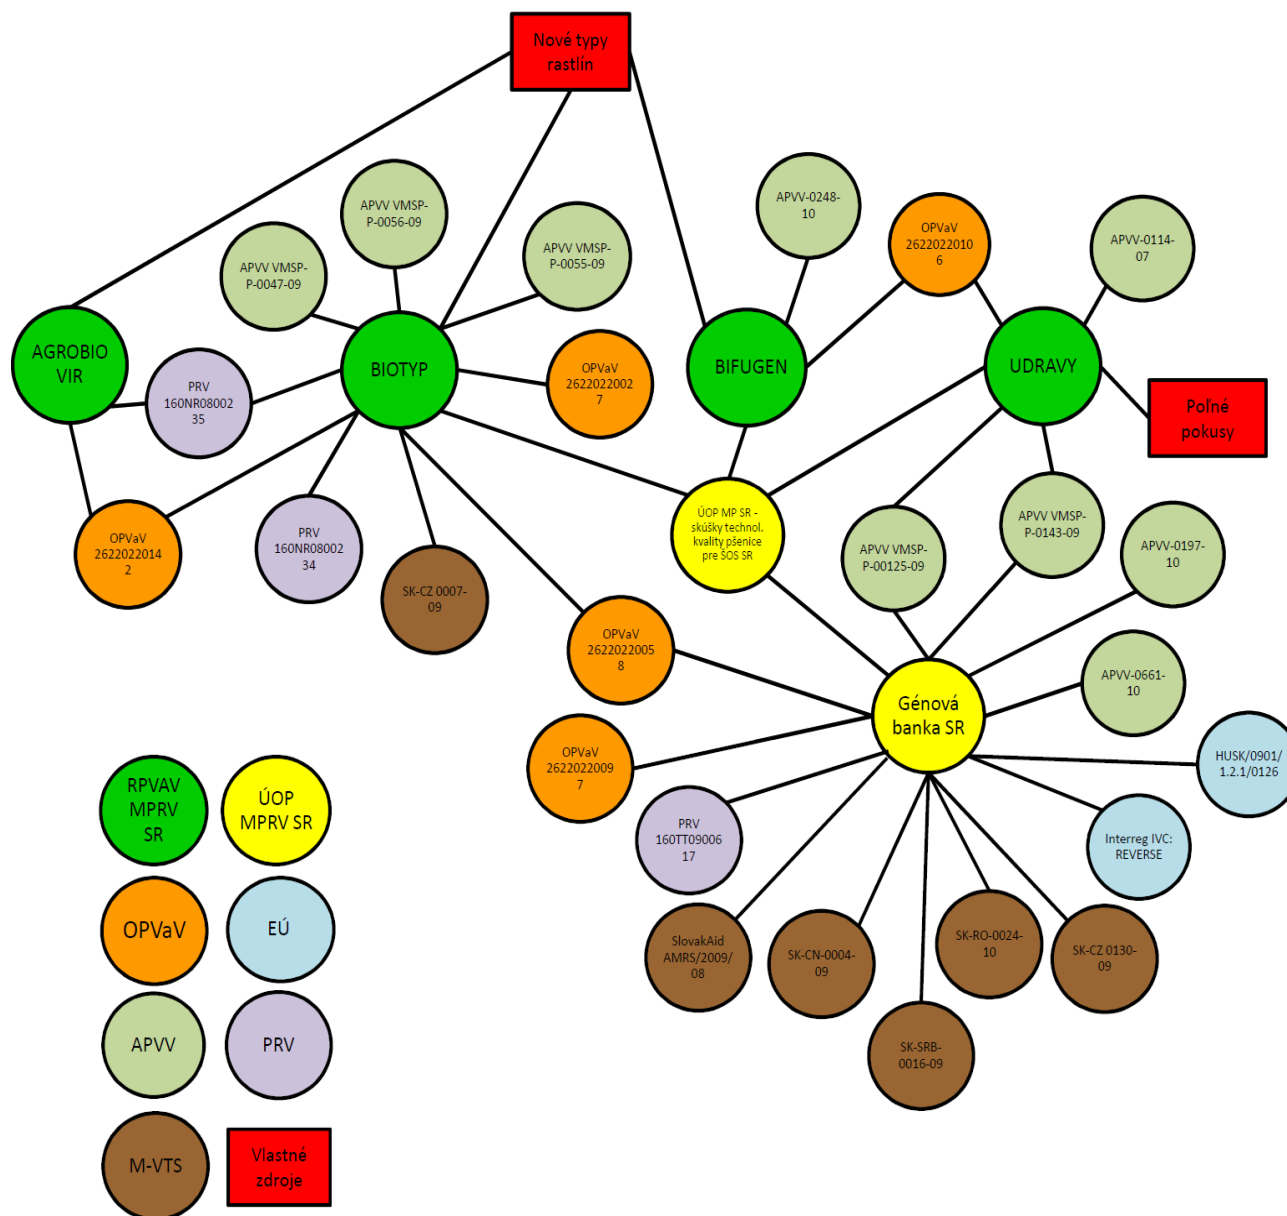 Nové typy
rastlín
APVV VMSP-
P-0056-09
APVV-0248-
10
OPVaV
2622022010
6
APVV-0114-
07
APVV VMSP-
P-0047-09
APVV VMSP-
P-0055-09
AGROBIO
VIR
PRV
160NR08002
35
BIOTYP
OPVaV
2622022002
7
BIFUGEN
UDRAVY
Poľné
pokusy
OPVaV
2622022014
2
PRV
160NR08002
34
SK-CZ 0007-
09
ÚOP MP SR -
skúšky technol.
kvality pšenice
pre ŠOS SR
APVV VMSP-
P-00125-09
APVV VMSP-
P-0143-09
APVV-0197-
10
OPVaV
2622022005
8
Génová
banka SR
APVV-0661-
10
OPVaV
2622022009
7
HUSK/0901/
1.2.1/0126
PRV
160TT09006
17
Interreg IVC:
REVERSE
SlovakAid
AMRS/2009/
08
SK-CN-0004-
09
SK-RO-0024-
10
SK-CZ 0130-
09
SK-SRB-
0016-09
RPVAV
MPRV
SR
ÚOP
MPRV SR
OPVaV
EÚ
APVV
PRV
M-VTS
Vlastné
zdroje